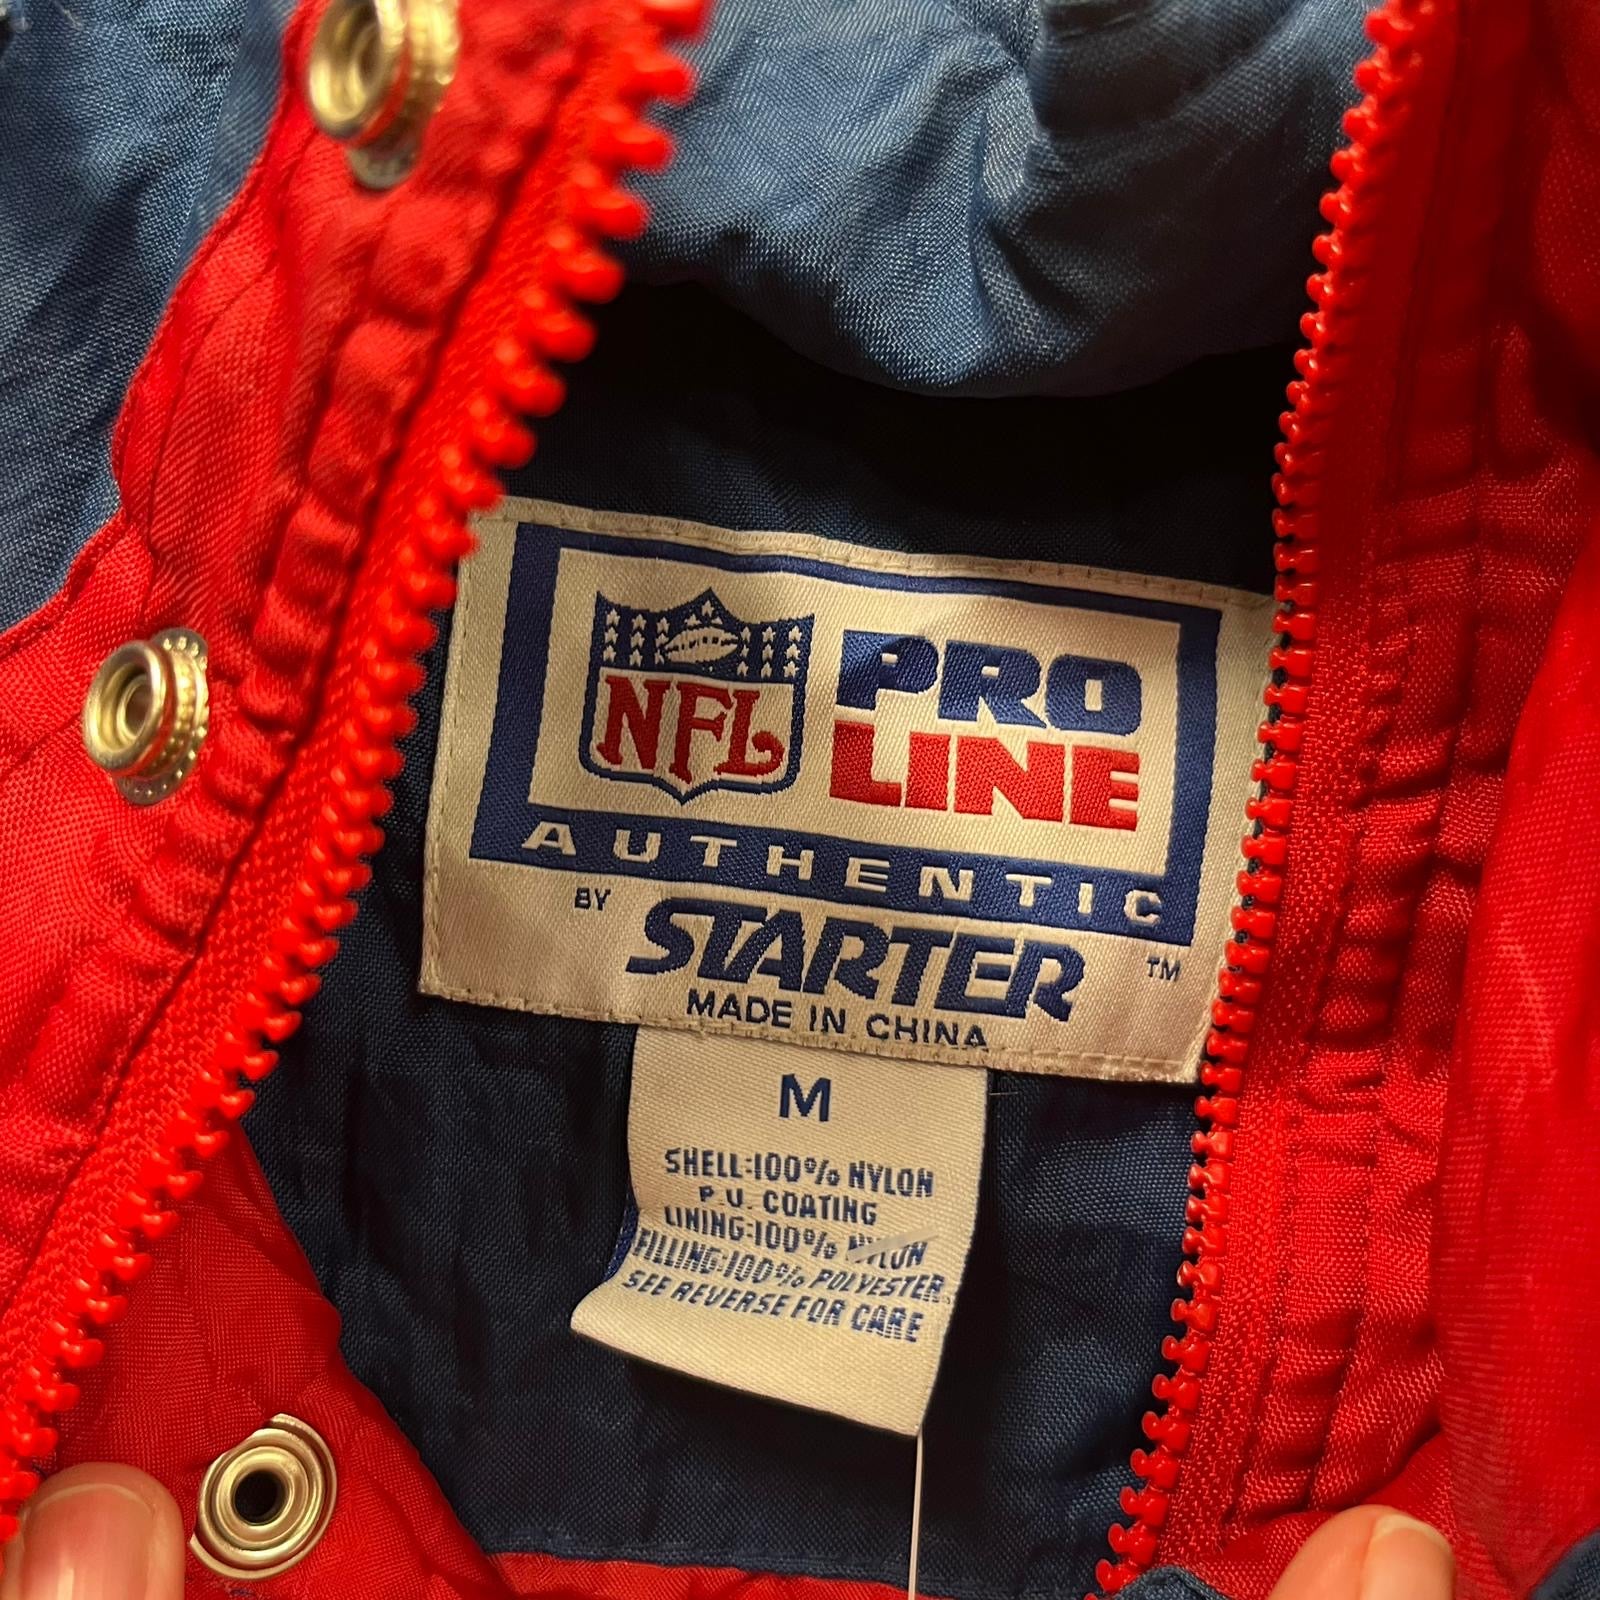 NFL
PRO
LINE
AUTHENTIC
BY STARTER TM
MADE IN CHINA
M
SHELL:100% NYLON
P.U. COATING
LINING:100% NYLON
FILLING:100% POLYESTER
SEE REVERSE FOR CARE